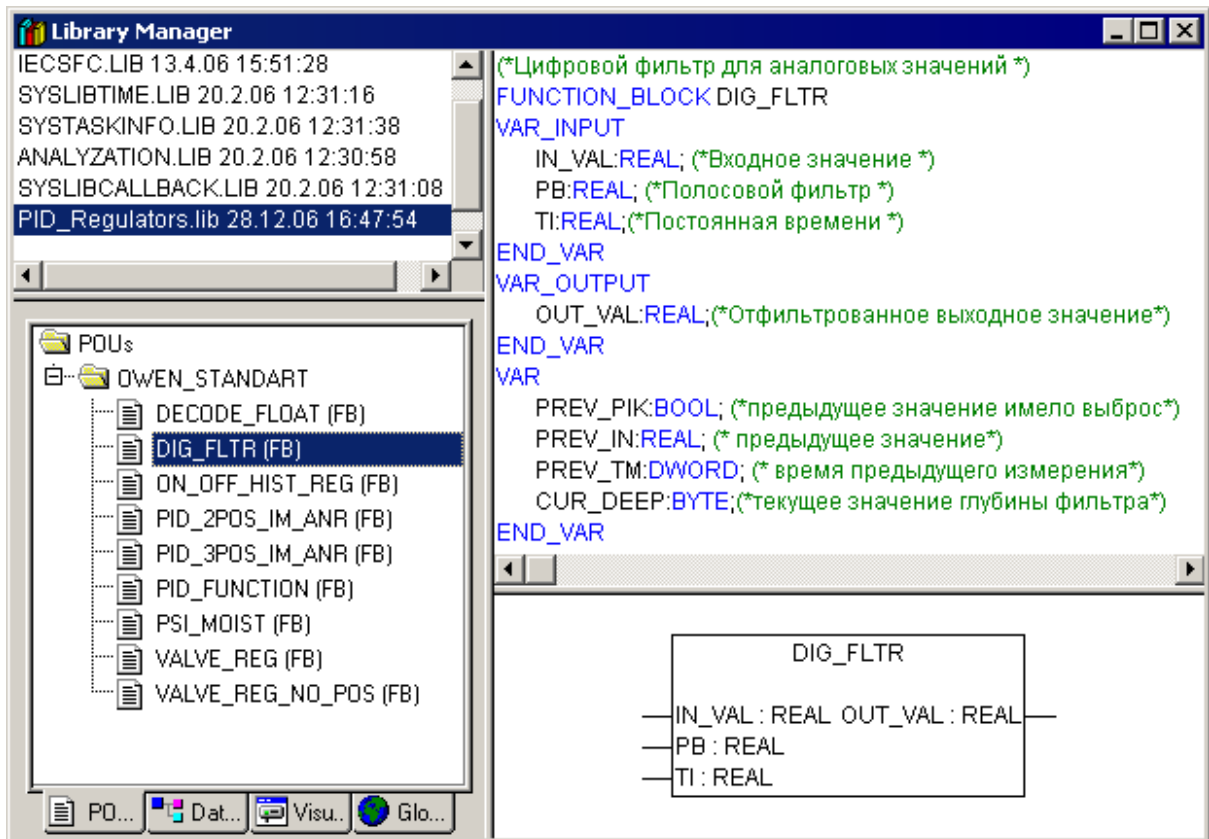 Library Manager
IECSFC.LIB 13.4.06 15:51:28
SYSLIBTIME.LIB 20.2.06 12:31:16
SYSTASKINFO.LIB 20.2.06 12:31:38
ANALYZATION.LIB 20.2.06 12:30:58
SYSLIBCALLBACK.LIB 20.2.06 12:31:08
PID_Regulators.lib 28.12.06 16:47:54
POUs
OWEN_STANDART
DECODE_FLOAT (FB)
DIG_FLTR (FB)
ON_OFF_HIST_REG (FB)
PID_2POS_IM_ANR (FB)
PID_3POS_IM_ANR (FB)
PID_FUNCTION (FB)
PSI_MOIST (FB)
VALVE_REG (FB)
VALVE_REG_NO_POS (FB)
PO... Dat... Visu.. Glo...
(*Цифровой фильтр для аналоговых значений *)
FUNCTION_BLOCK DIG_FLTR
VAR_INPUT
IN_VAL:REAL; (*Входное значение *)
PB:REAL; (*Полосовой фильтр *)
TI:REAL;(*Постоянная времени *)
END_VAR
VAR_OUTPUT
OUT_VAL:REAL;(*Отфильтрованное выходное значение*)
END_VAR
VAR
PREV_PIK:BOOL; (*предыдущее значение имело выброс*)
PREV_IN:REAL; (* предыдущее значение*)
PREV_TM:DWORD; (* время предыдущего измерения*)
CUR_DEEP:BYTE;(*текущее значение глубины фильтра*)
END_VAR
DIG_FLTR
IN_VAL : REAL OUT_VAL : REAL
PB : REAL
TI : REAL